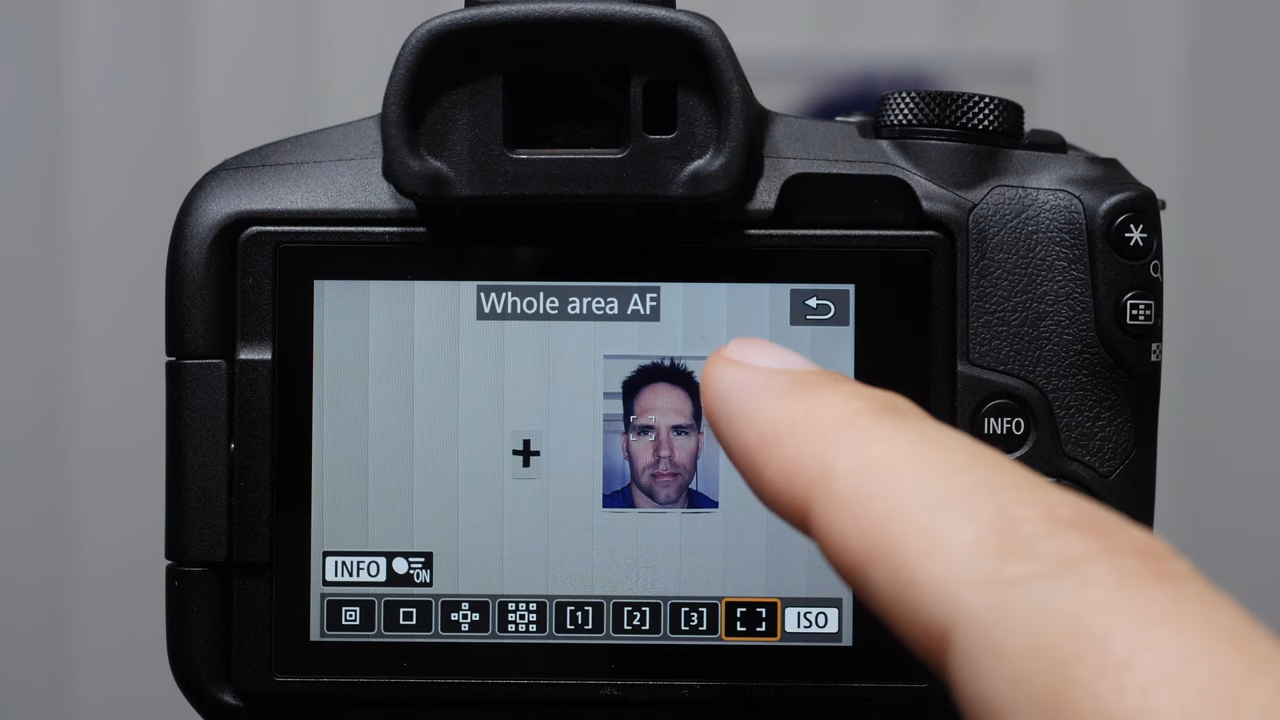 Whole area AF
INFO
INFO ON
[1] [2] [3] ISO